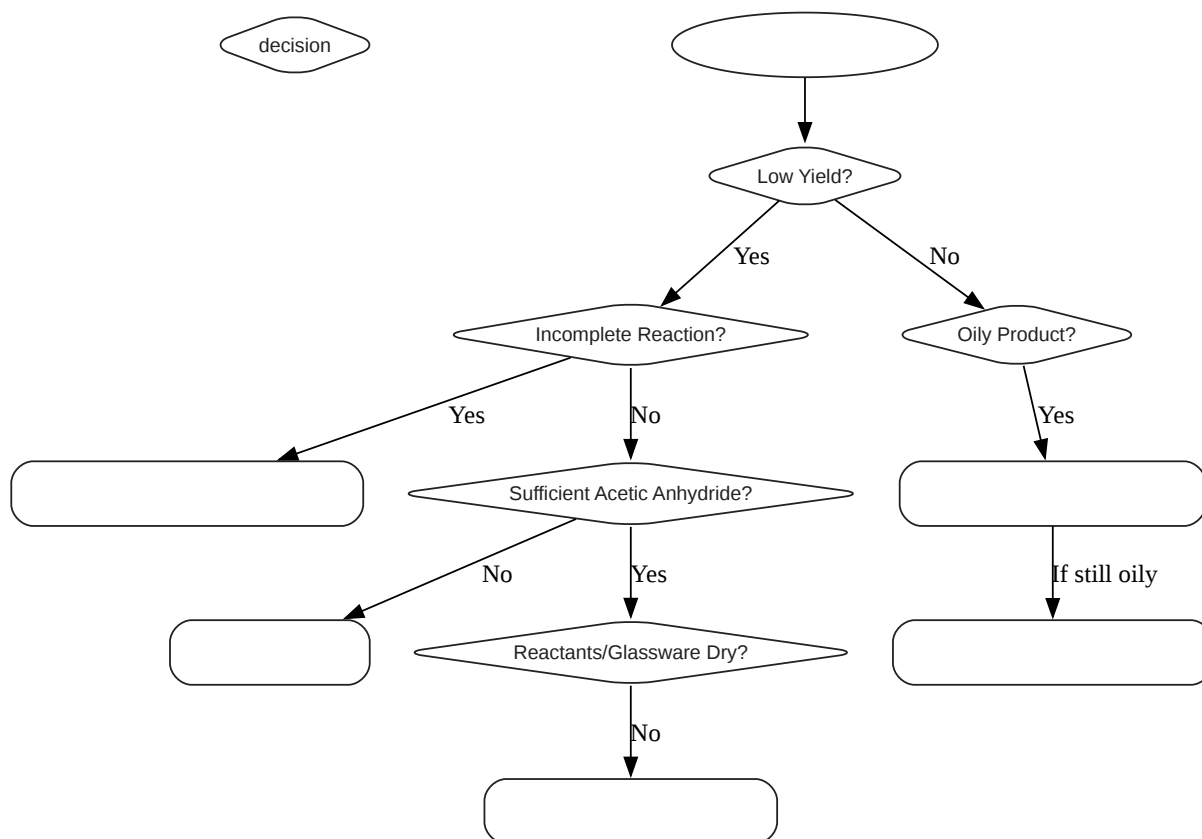 decision
Low Yield?
Yes
No
Incomplete Reaction?
Oily Product?
Yes
No
Yes
Sufficient Acetic Anhydride?
No
Yes
If still oily
Reactants/Glassware Dry?
No